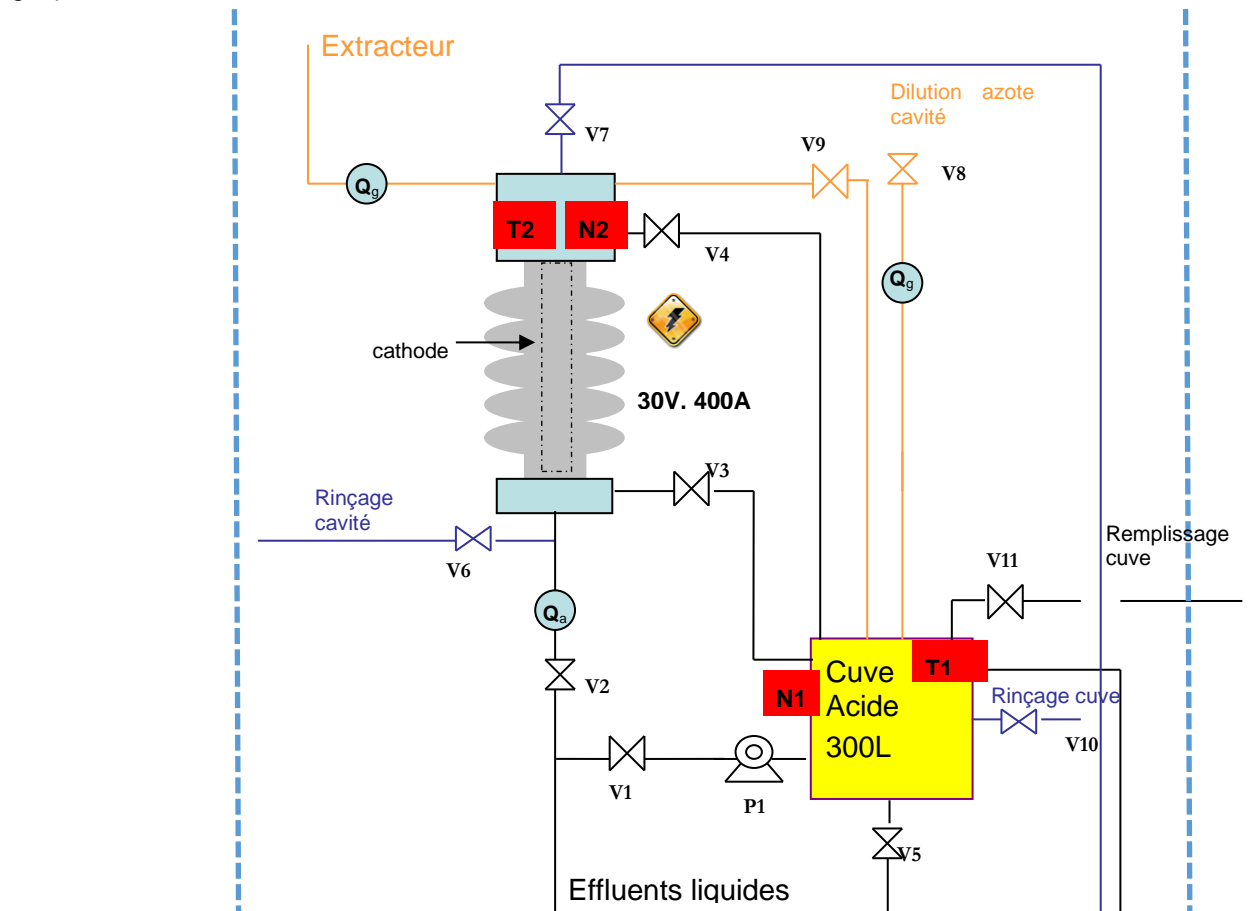 Extracteur
Dilution azote
cavité
V7
V9
V8
Qg
T2
N2
V4
Qg
cathode
30V. 400A
V3
Rinçage
cavité
V6
Remplissage
cuve
V11
Qa
V2
Cuve
Acide
300L
T1
N1
Rinçage cuve
V10
V1
P1
V5
Effluents liquides